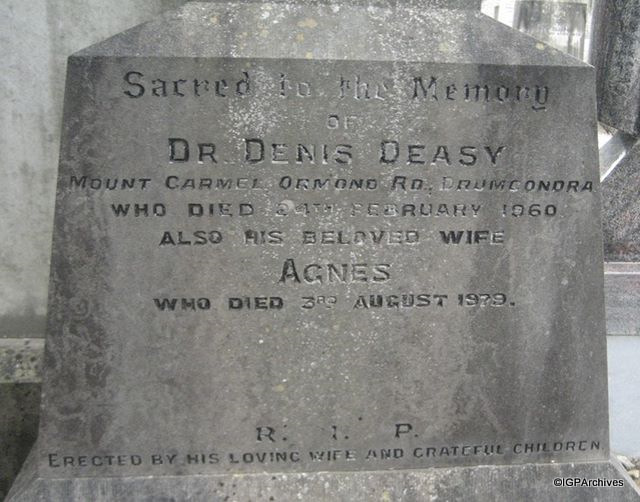 Sacred to the Memory
OF
DR. DENIS DEASY
MOUNT CARMEL ORMOND RD., DRUMCONDRA
WHO DIED 24TH FEBRUARY 1960
ALSO HIS BELOVED WIFE
AGNES
WHO DIED 3RD AUGUST 1979.
R. I. P.
ERECTED BY HIS LOVING WIFE AND GRATEFUL CHILDREN
©IGPArchives